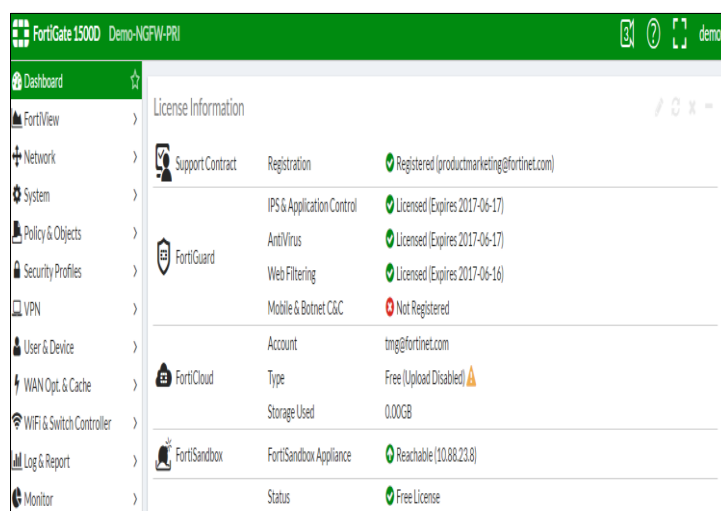 FortiGate 1500D Demo-NGFW-PRI 3 ? demo
Dashboard
FortiView
Network
System
Policy & Objects
Security Profiles
VPN
User & Device
WAN Opt. & Cache
WiFi & Switch Controller
Log & Report
Monitor
License Information
Support Contract Registration Registered (productmarketing@fortinet.com)
IPS & Application Control Licensed (Expires 2017-06-17)
AntiVirus Licensed (Expires 2017-06-17)
FortiGuard
Web Filtering Licensed (Expires 2017-06-16)
Mobile & Botnet C&C Not Registered
Account tmg@fortinet.com
FortiCloud Type Free (Upload Disabled)
Storage Used 0.00GB
FortiSandbox FortiSandbox Appliance Reachable (10.88.23.8)
Status Free License